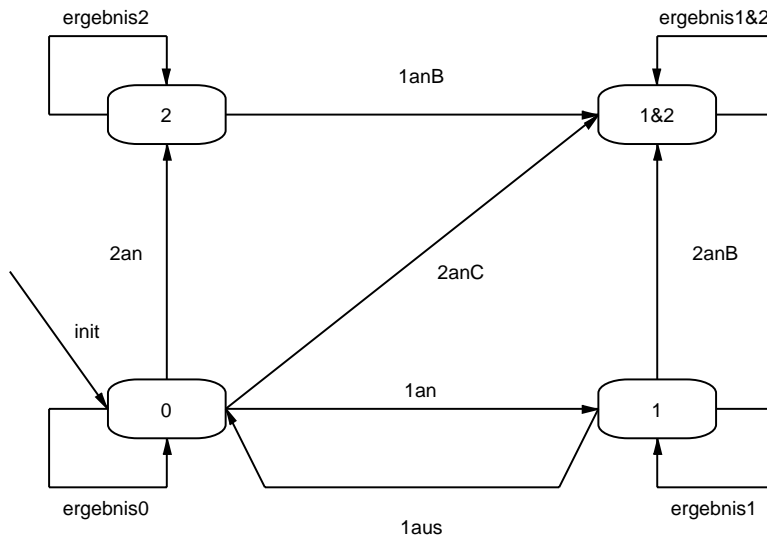 ergebnis2
ergebnis1&2
1anB
2
1&2
2an
2anC
2anB
init
1an
0
1
ergebnis0
ergebnis1
1aus